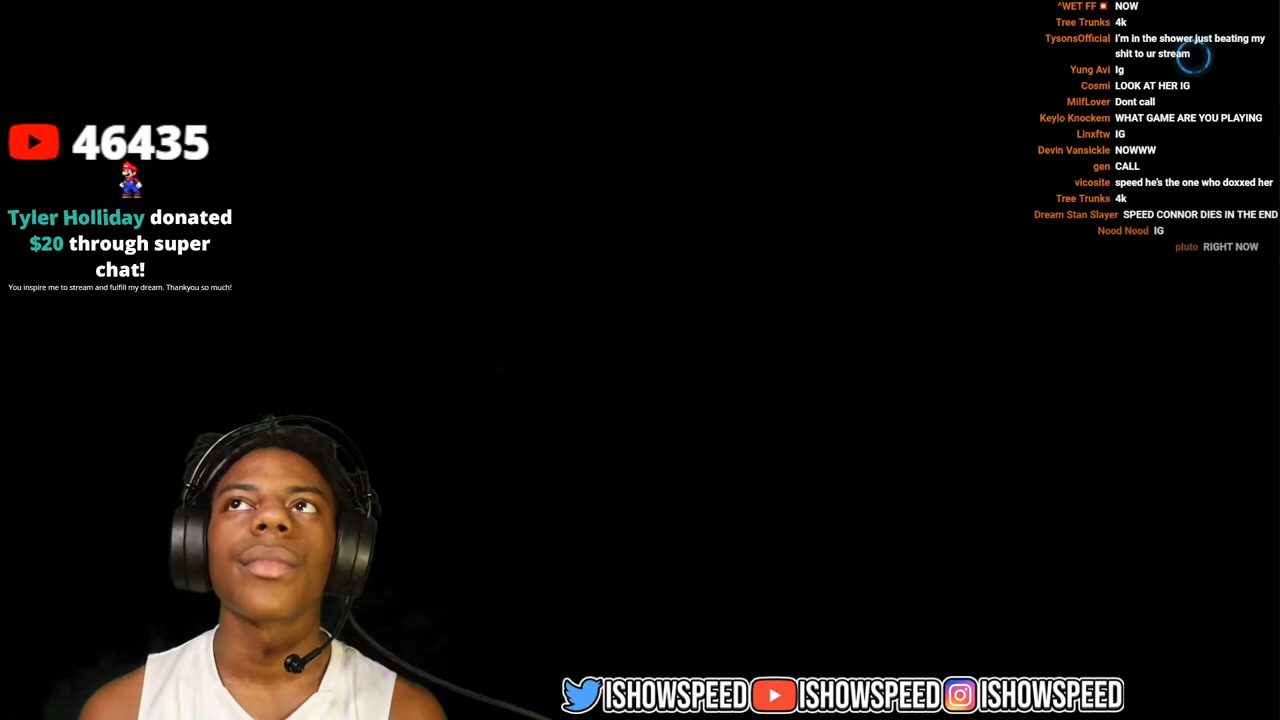 46435
Tyler Holliday donated
$20 through super
chat!
You inspire me to stream and fulfill my dream. Thankyou so much!
^WET FF NOW
Tree Trunks 4k
TysonsOfficial i'm in the shower just beating my
shit to ur stream
Yung Avi Ig
Cosmi LOOK AT HER IG
MilfLover Dont call
Keylo Knockem WHAT GAME ARE YOU PLAYING
Linxftw IG
Devin Vansickle NOWWW
gen CALL
vicosite speed he's the one who doxxed her
Tree Trunks 4k
Dream Stan Slayer SPEED CONNOR DIES IN THE END
Nood Nood IG
pluto RIGHT NOW
ISHOWSPEED ISHOWSPEED ISHOWSPEED